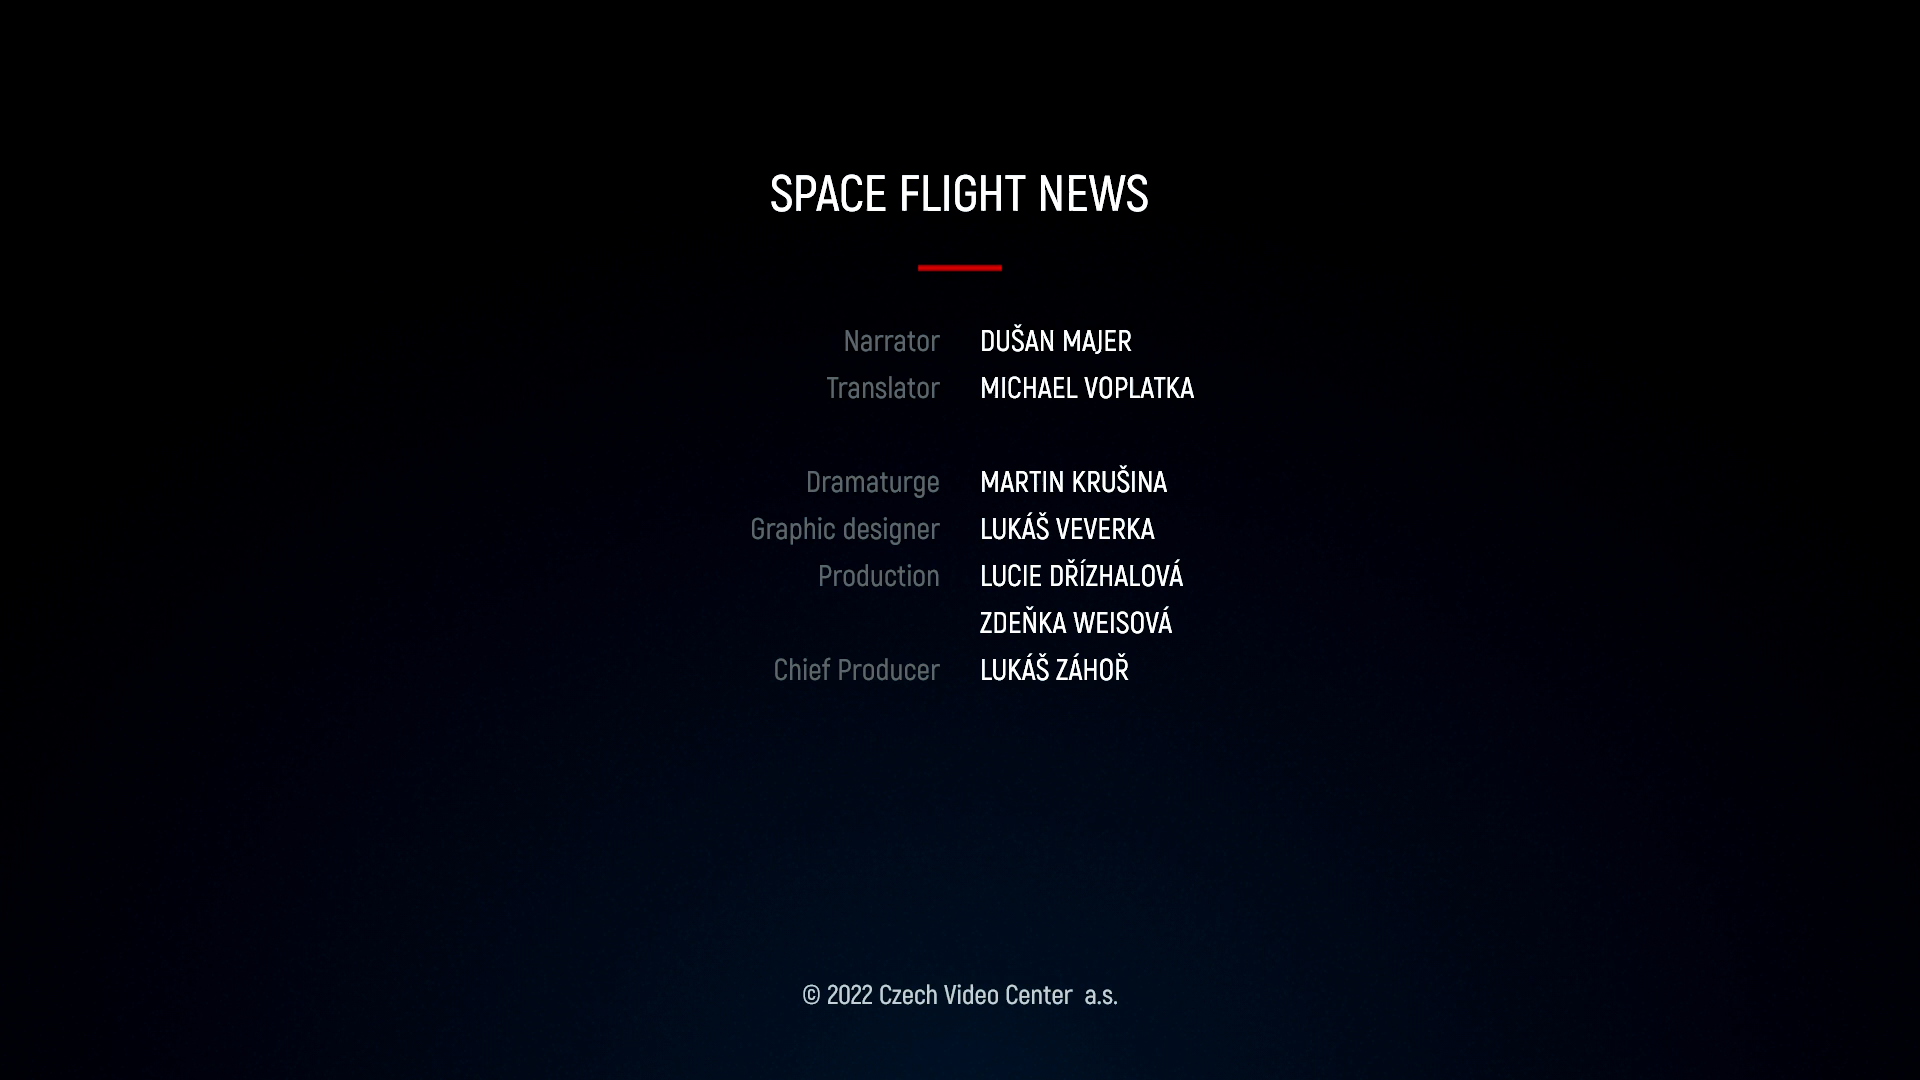 SPACE FLIGHT NEWS
Narrator DUŠAN MAJER
Translator MICHAEL VOPLATKA
Dramaturge MARTIN KRUŠINA
Graphic designer LUKÁŠ VEVERKA
Production LUCIE DŘÍZHALOVÁ
ZDEŇKA WEISOVÁ
Chief Producer LUKÁŠ ZÁHOŘ
© 2022 Czech Video Center a.s.